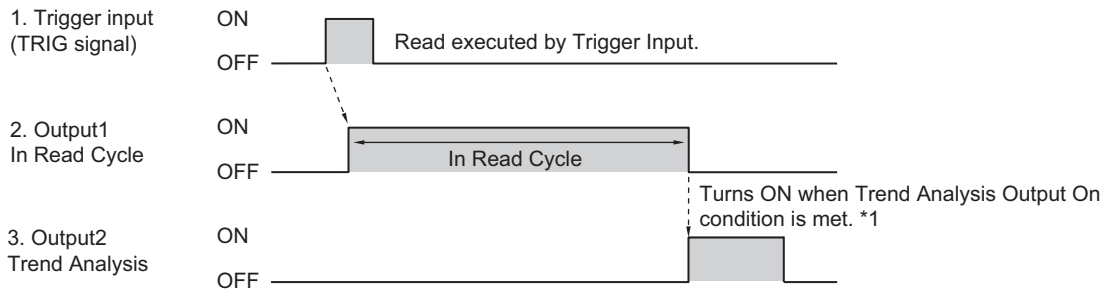 1. Trigger input
(TRIG signal)
ON
OFF
Read executed by Trigger Input.
2. Output1
In Read Cycle
ON
OFF
In Read Cycle
Turns ON when Trend Analysis Output On
condition is met. *1
3. Output2
Trend Analysis
ON
OFF